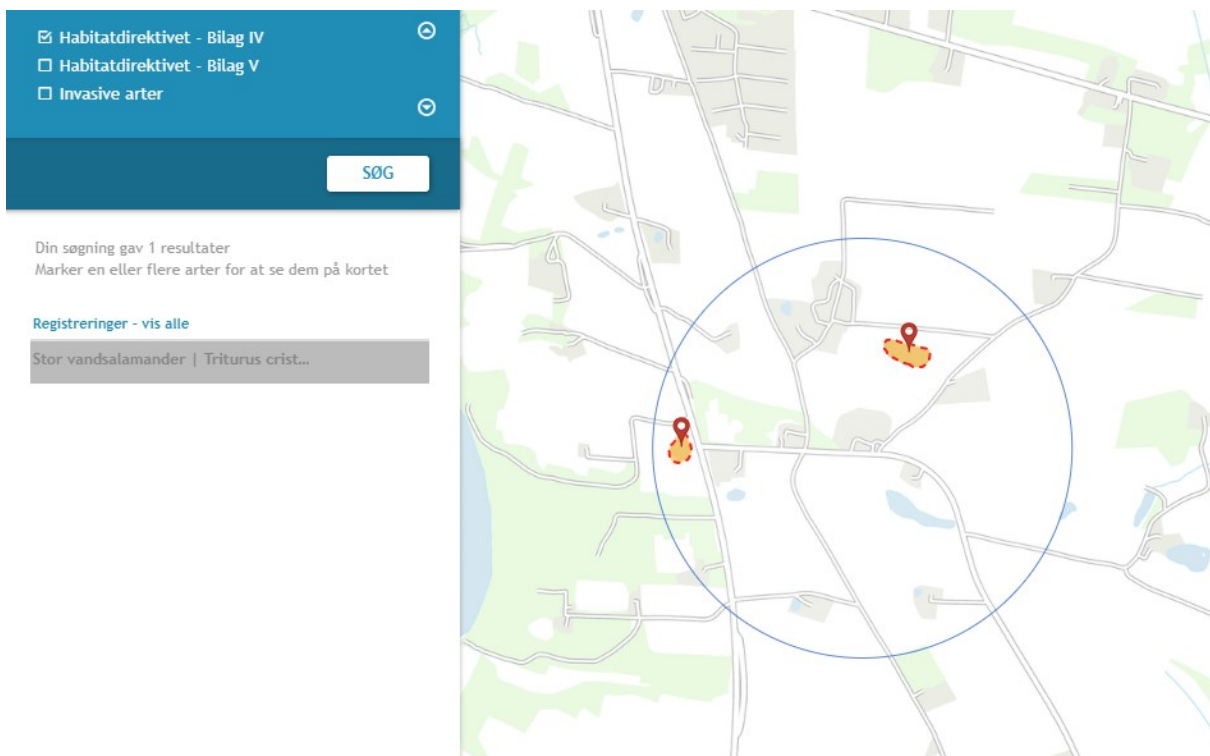 Habitatdirektivet - Bilag IV
Habitatdirektivet - Bilag V
Invasive arter
SØG
Din søgning gav 1 resultater
Marker en eller flere arter for at se dem på kortet
Registreringer - vis alle
Stor vandsalamander | Triturus crist...